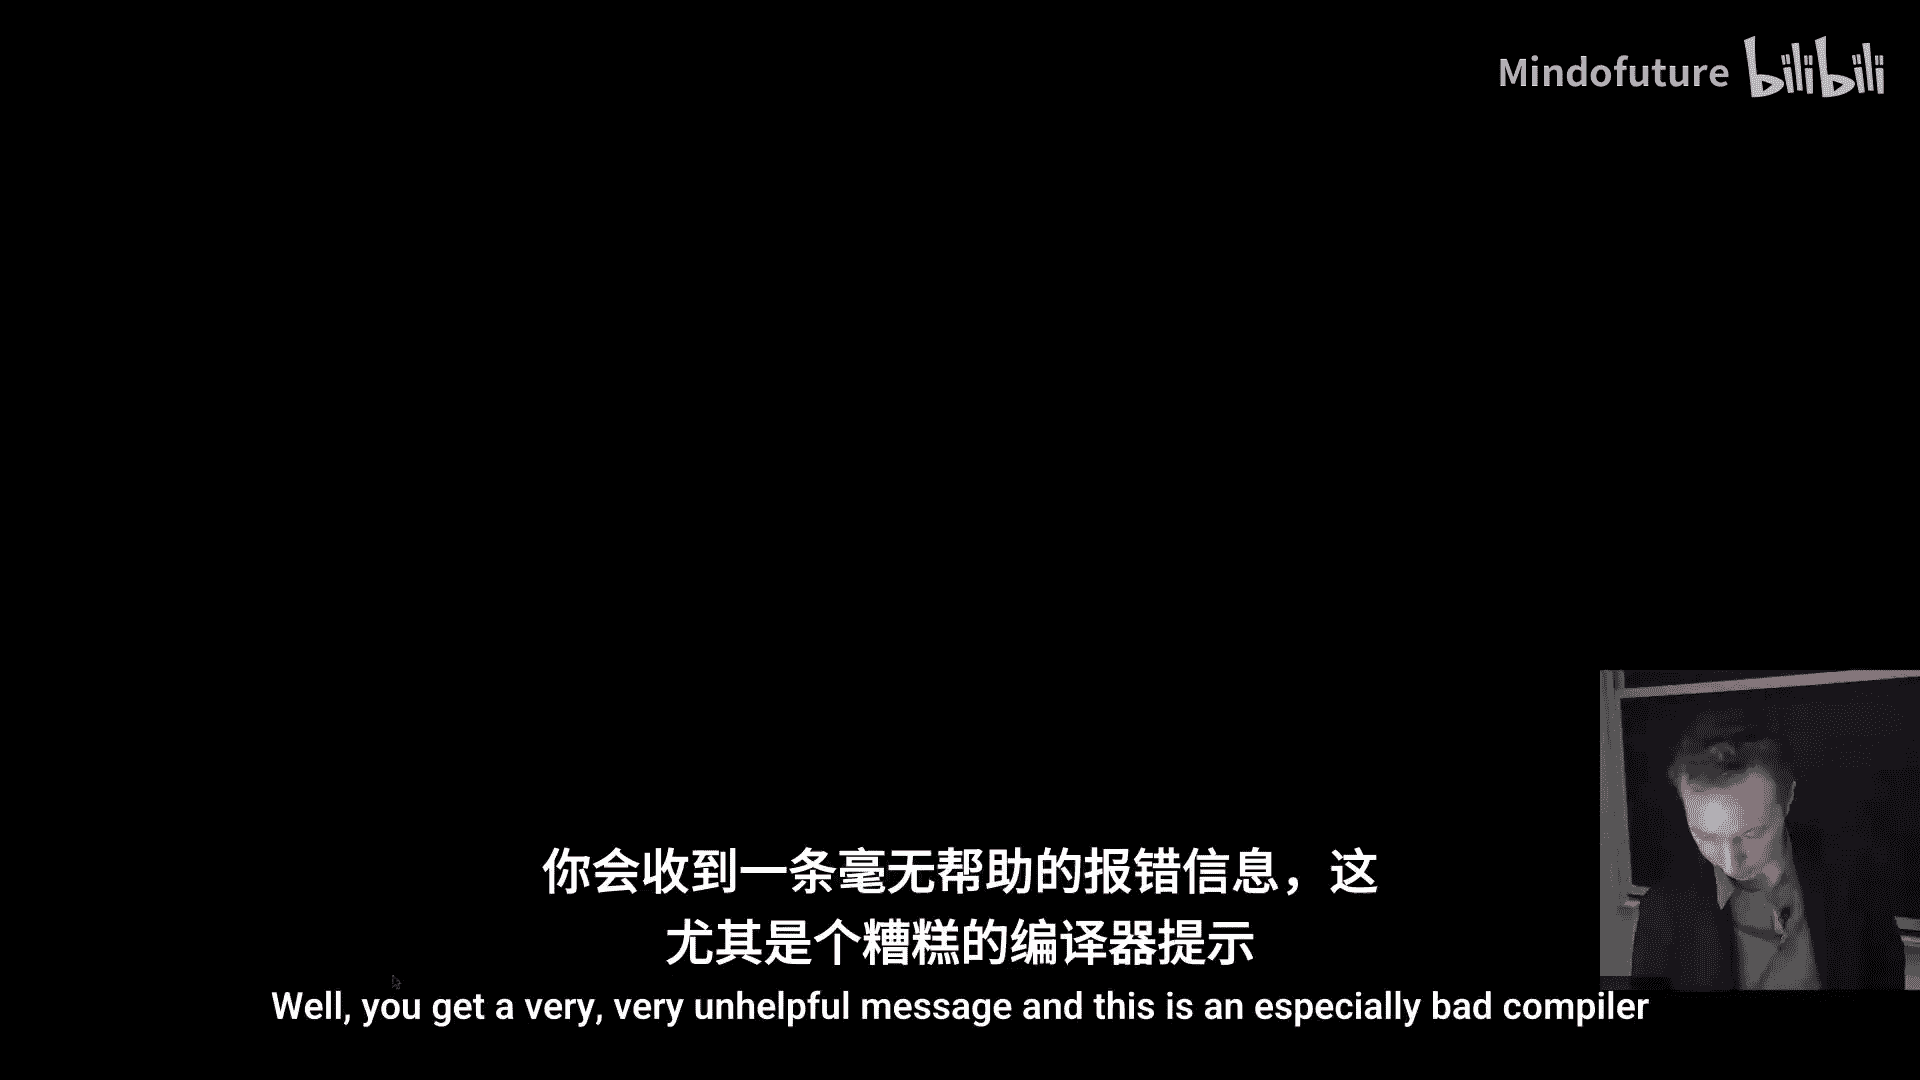 Mindofuture bilibili
你会收到一条毫无帮助的报错信息，这
尤其是个糟糕的编译器提示
Well, you get a very, very unhelpful message and this is an especially bad compiler